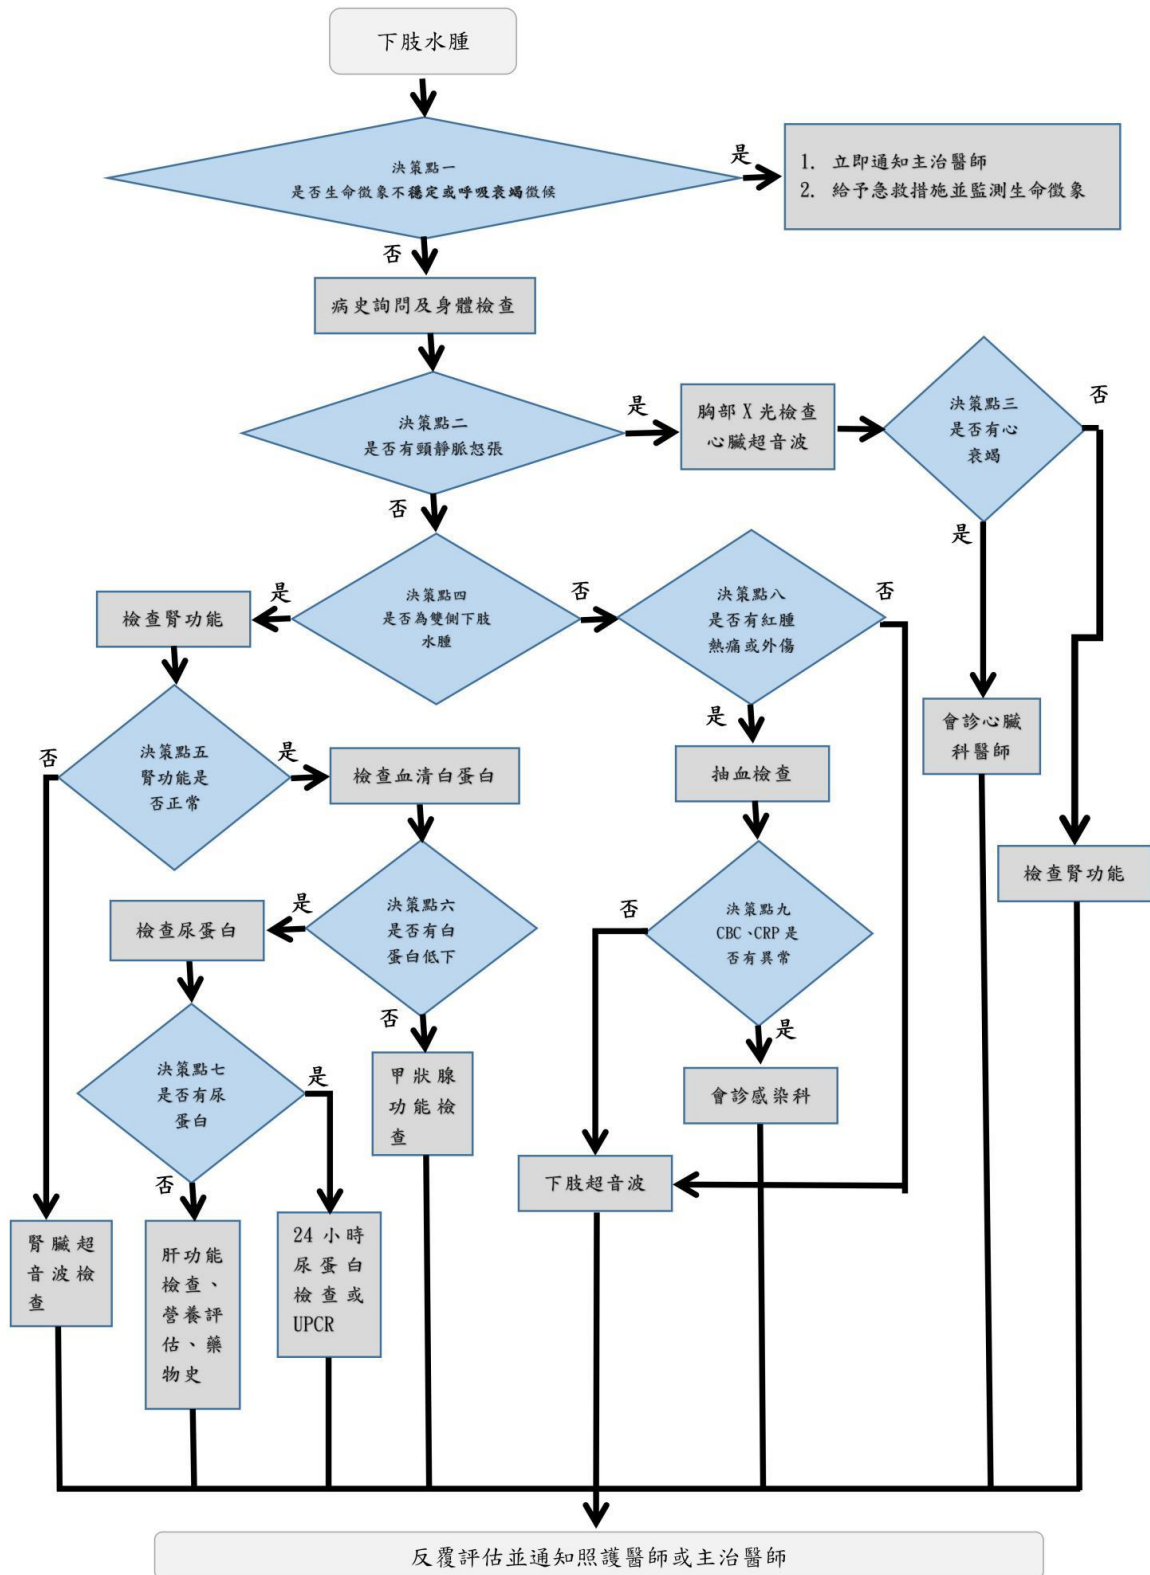 下肢水腫
決策點一
是否生命徵象不穩定或呼吸衰竭徵候
是
1. 立即通知主治醫師
2. 給予急救措施並監測生命徵象
否
病史詢問及身體檢查
決策點二
是否有頸靜脈怒張
是
胸部 X 光檢查
心臟超音波
決策點三
是否有心
衰竭
否
否
是
決策點四
是否為雙側下肢
水腫
是
檢查腎功能
否
決策點八
是否有紅腫
熱痛或外傷
否
會診心臟
科醫師
決策點五
腎功能是
否正常
否
是
檢查血清白蛋白
是
抽血檢查
檢查腎功能
決策點六
是否有白
蛋白低下
是
檢查尿蛋白
決策點九
CBC、CRP 是
否有異常
否
否
是
決策點七
是否有尿
蛋白
是
甲狀腺
功能檢
查
會診感染科
下肢超音波
否
腎臟超
音波檢
查
肝功能
檢查、
營養評
估、藥
物史
24 小時
尿蛋白
檢查或
UPCR
反覆評估並通知照護醫師或主治醫師